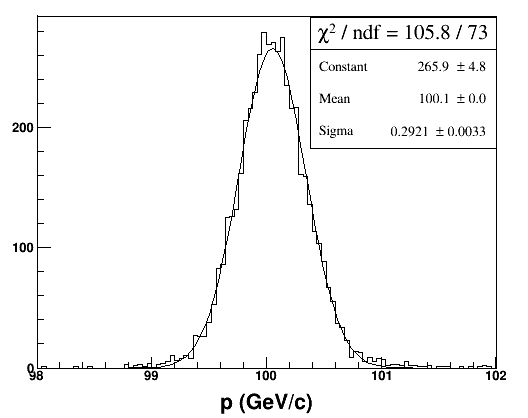 χ² / ndf = 105.8 / 73
Constant 265.9 ± 4.8
Mean 100.1 ± 0.0
Sigma 0.2921 ± 0.0033
200
100
0
98 99 100 101 102
p (GeV/c)